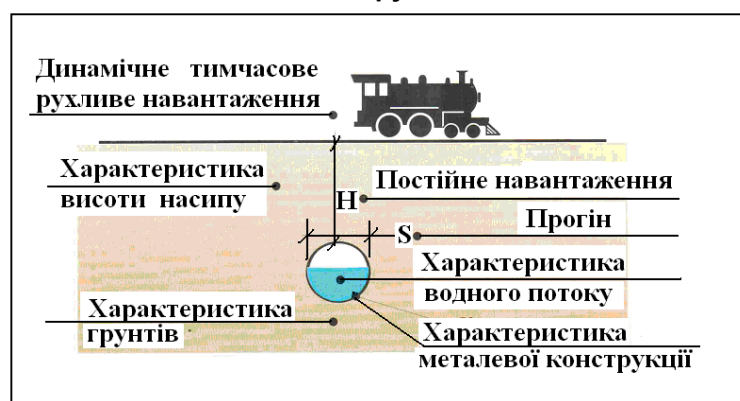 Динамічне тимчасове
рухливе навантаження
Характеристика
висоти насипу
H
Постійне навантаження
S
Прогін
Характеристика
водного потоку
Характеристика
грунтів
Характеристика
металевої конструкції